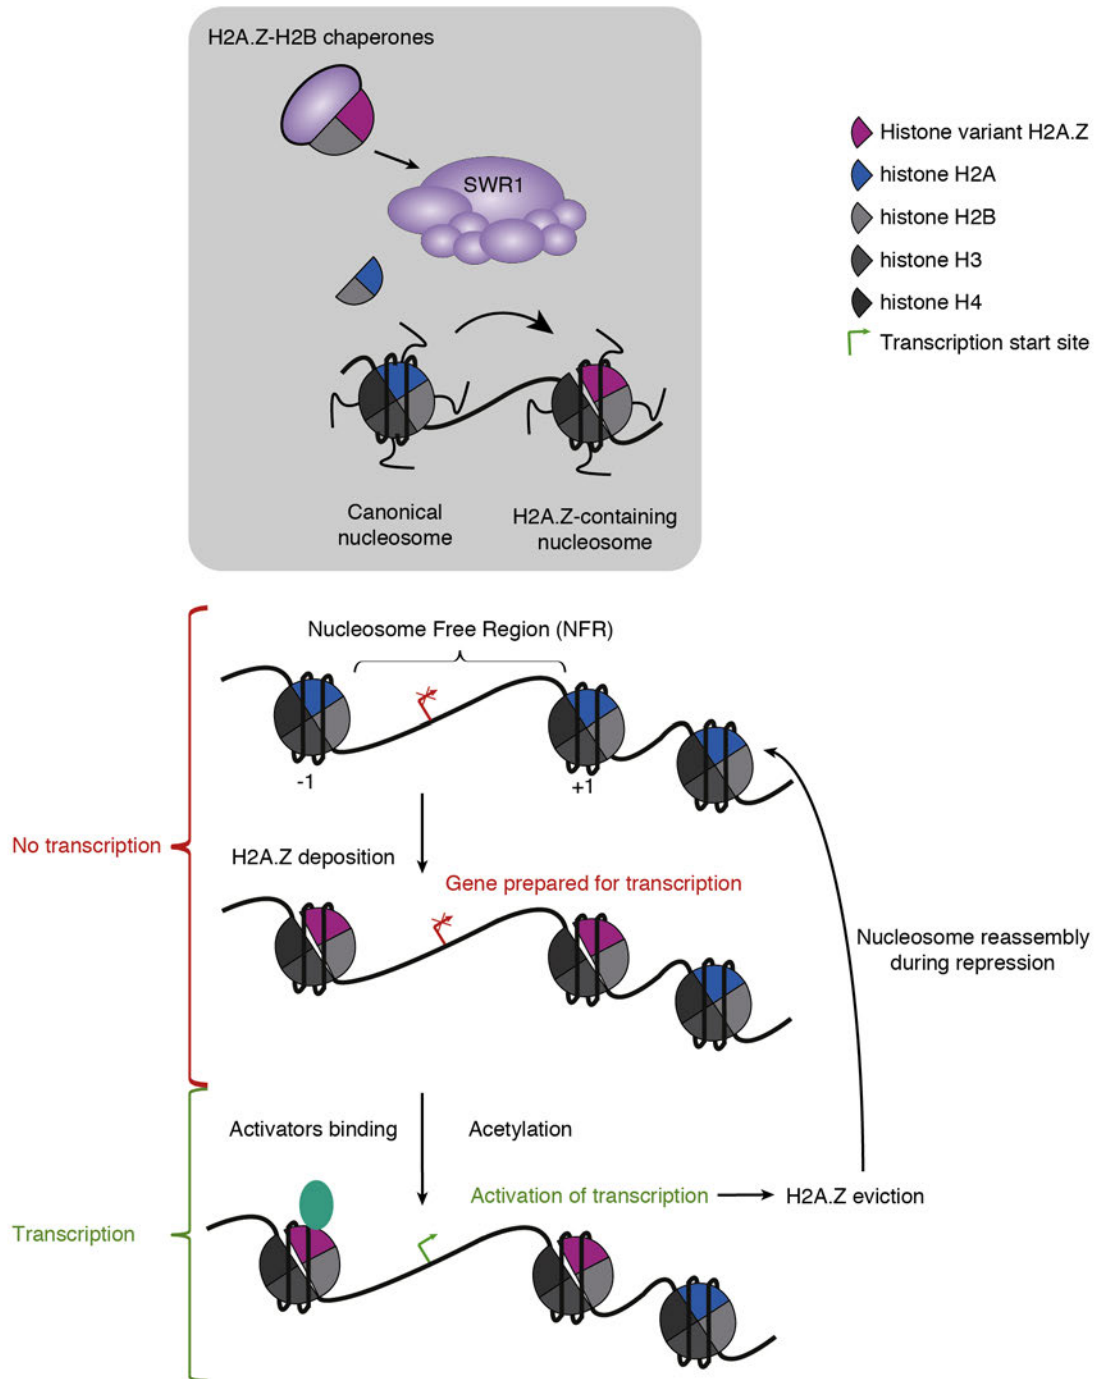 H2A.Z-H2B chaperones
SWR1
Canonical
nucleosome
H2A.Z-containing
nucleosome
Histone variant H2A.Z
histone H2A
histone H2B
histone H3
histone H4
Transcription start site
Nucleosome Free Region (NFR)
-1
+1
No transcription
H2A.Z deposition
Gene prepared for transcription
Nucleosome reassembly
during repression
Activators binding
Acetylation
Activation of transcription
H2A.Z eviction
Transcription